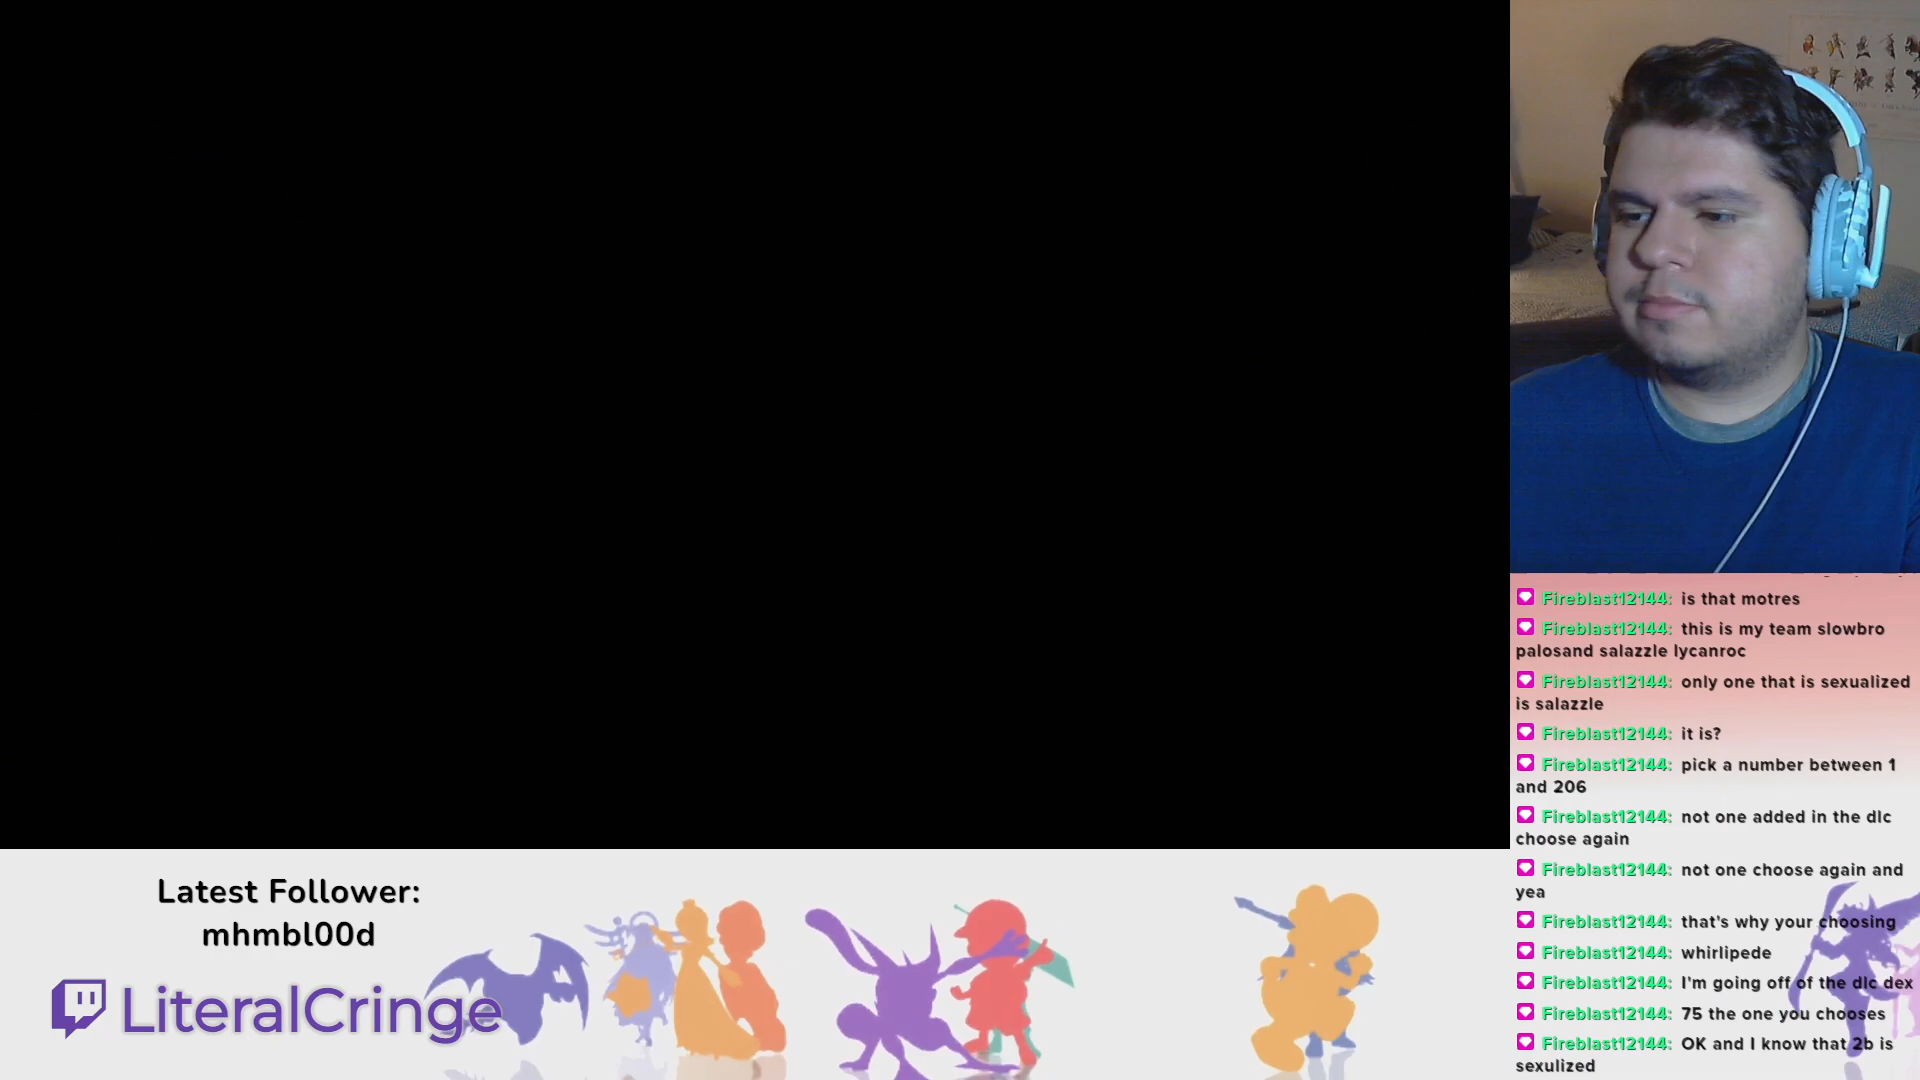 Fireblast12144: is that motres
Fireblast12144: this is my team slowbro
palosand salazzle lycanroc
Fireblast12144: only one that is sexualized
is salazzle
Fireblast12144: it is?
Fireblast12144: pick a number between 1
and 206
Fireblast12144: not one added in the dlc
choose again
Fireblast12144: not one choose again and
yea
Fireblast12144: that's why your choosing
Fireblast12144: whirlipede
Fireblast12144: I'm going off of the dlc dex
Fireblast12144: 75 the one you chooses
Fireblast12144: OK and I know that 2b is
sexulized
Latest Follower:
mhmbl00d
LiteralCringe